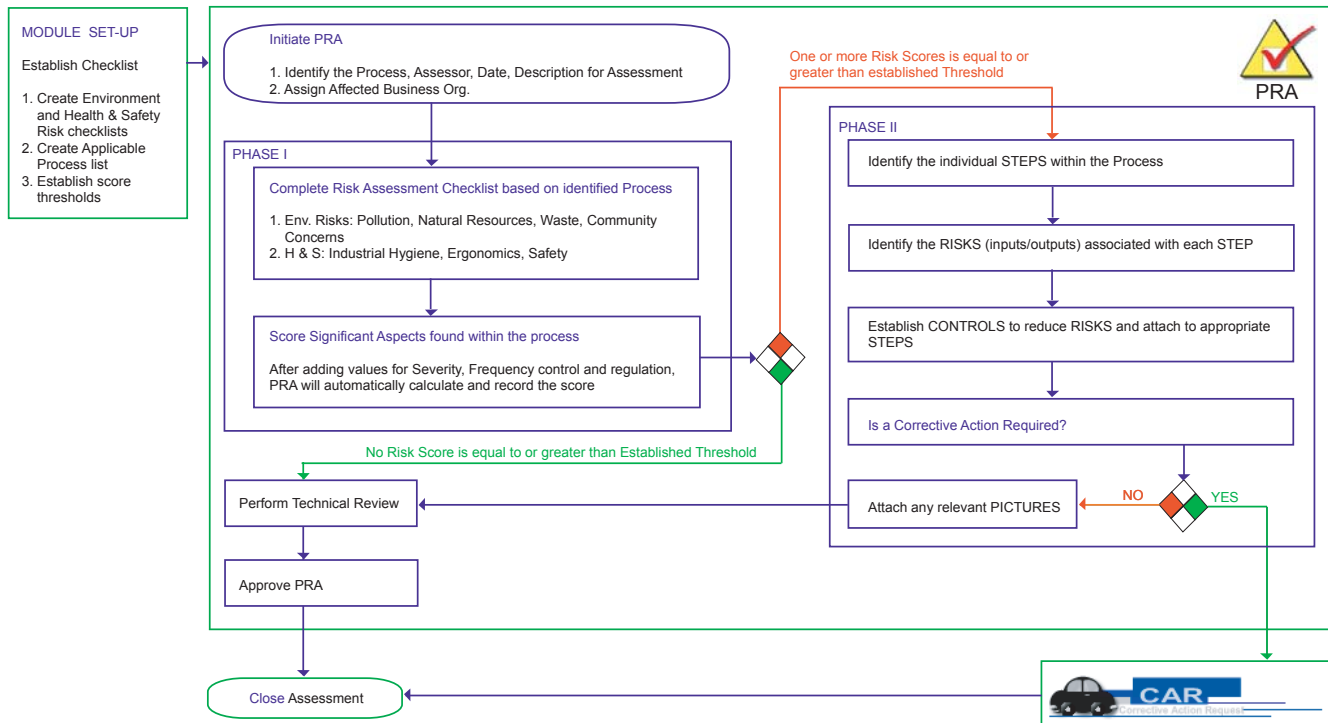 MODULE SET-UP
Establish Checklist
1. Create Environment
and Health & Safety
Risk checklists
2. Create Applicable
Process list
3. Establish score
thresholds
Initiate PRA
1. Identify the Process, Assessor, Date, Description for Assessment
2. Assign Affected Business Org.
PHASE I
Complete Risk Assessment Checklist based on identified Process
1. Env. Risks: Pollution, Natural Resources, Waste, Community
Concerns
2. H & S: Industrial Hygiene, Ergonomics, Safety
Score Significant Aspects found within the process
After adding values for Severity, Frequency control and regulation,
PRA will automatically calculate and record the score
One or more Risk Scores is equal to or
greater than established Threshold
PRA
PHASE II
Identify the individual STEPS within the Process
Identify the RISKS (inputs/outputs) associated with each STEP
Establish CONTROLS to reduce RISKS and attach to appropriate
STEPS
Is a Corrective Action Required?
NO
YES
Attach any relevant PICTURES
No Risk Score is equal to or greater than Established Threshold
Perform Technical Review
Approve PRA
Close Assessment
CAR
Corrective Action Request